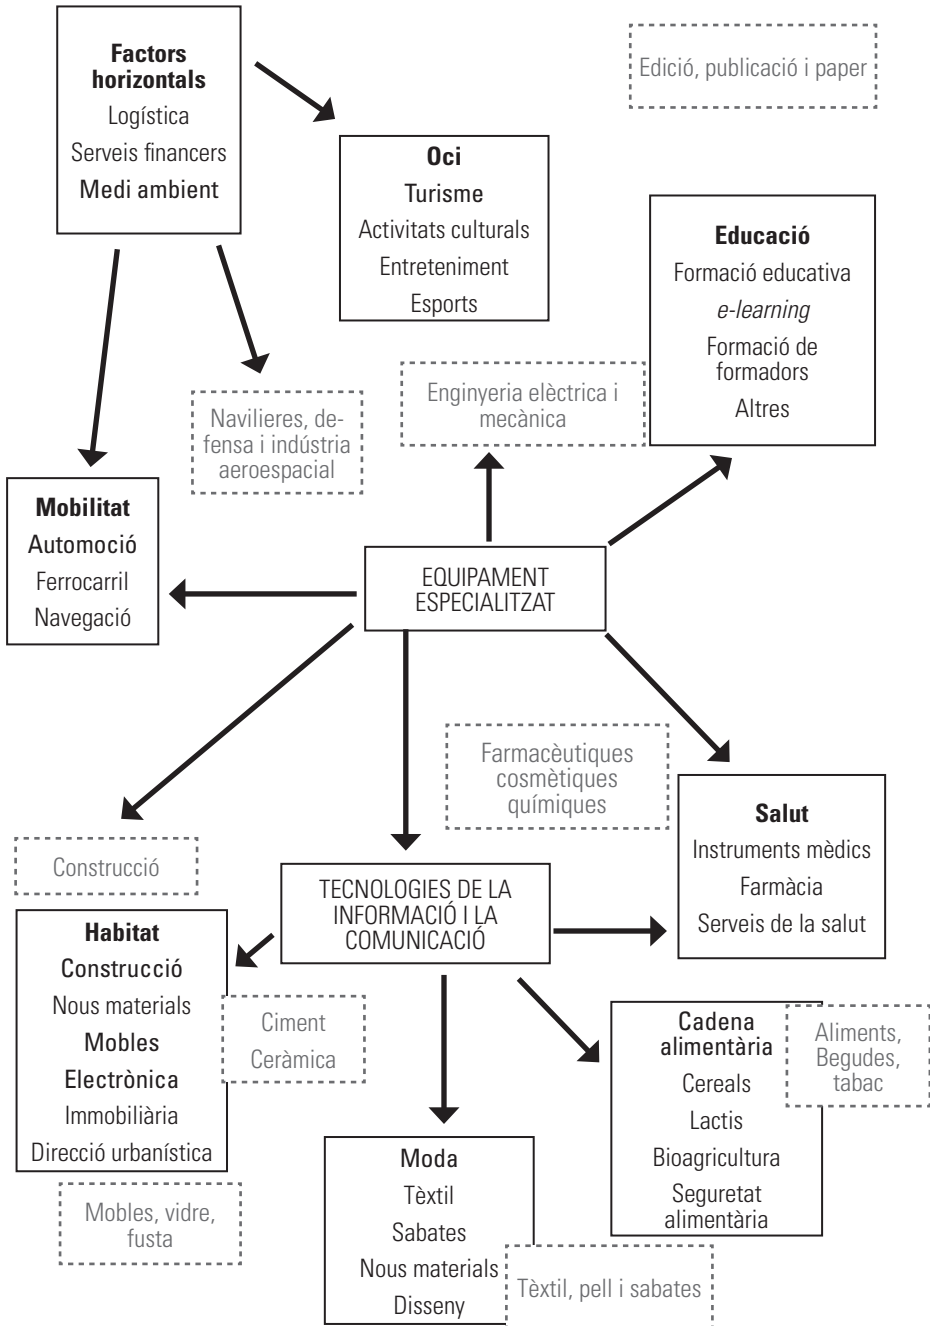 Factors
horizontals
Logística
Serveis financers
Medi ambient
Edició, publicació i paper
Oci
Turisme
Activitats culturals
Entreteniment
Esports
Educació
Formació educativa
e-learning
Formació de
formadors
Altres
Navilieres, de-
fensa i indústria
aeroespacial
Enginyeria elèctrica i
mecànica
Mobilitat
Automoció
Ferrocarril
Navegació
EQUIPAMENT
ESPECIALITZAT
Farmacèutiques
cosmètiques
químiques
Salut
Instruments mèdics
Farmàcia
Serveis de la salut
Construcció
TECNOLOGIES DE LA
INFORMACIÓ I LA
COMUNICACIÓ
Habitat
Construcció
Nous materials
Mobles
Electrònica
Immobiliària
Direcció urbanística
Ciment
Ceràmica
Mobles, vidre,
fusta
Moda
Tèxtil
Sabates
Nous materials
Disseny
Tèxtil, pell i sabates
Cadena
alimentària
Cereals
Lactis
Bioagricultura
Seguretat
alimentària
Aliments,
Begudes,
tabac